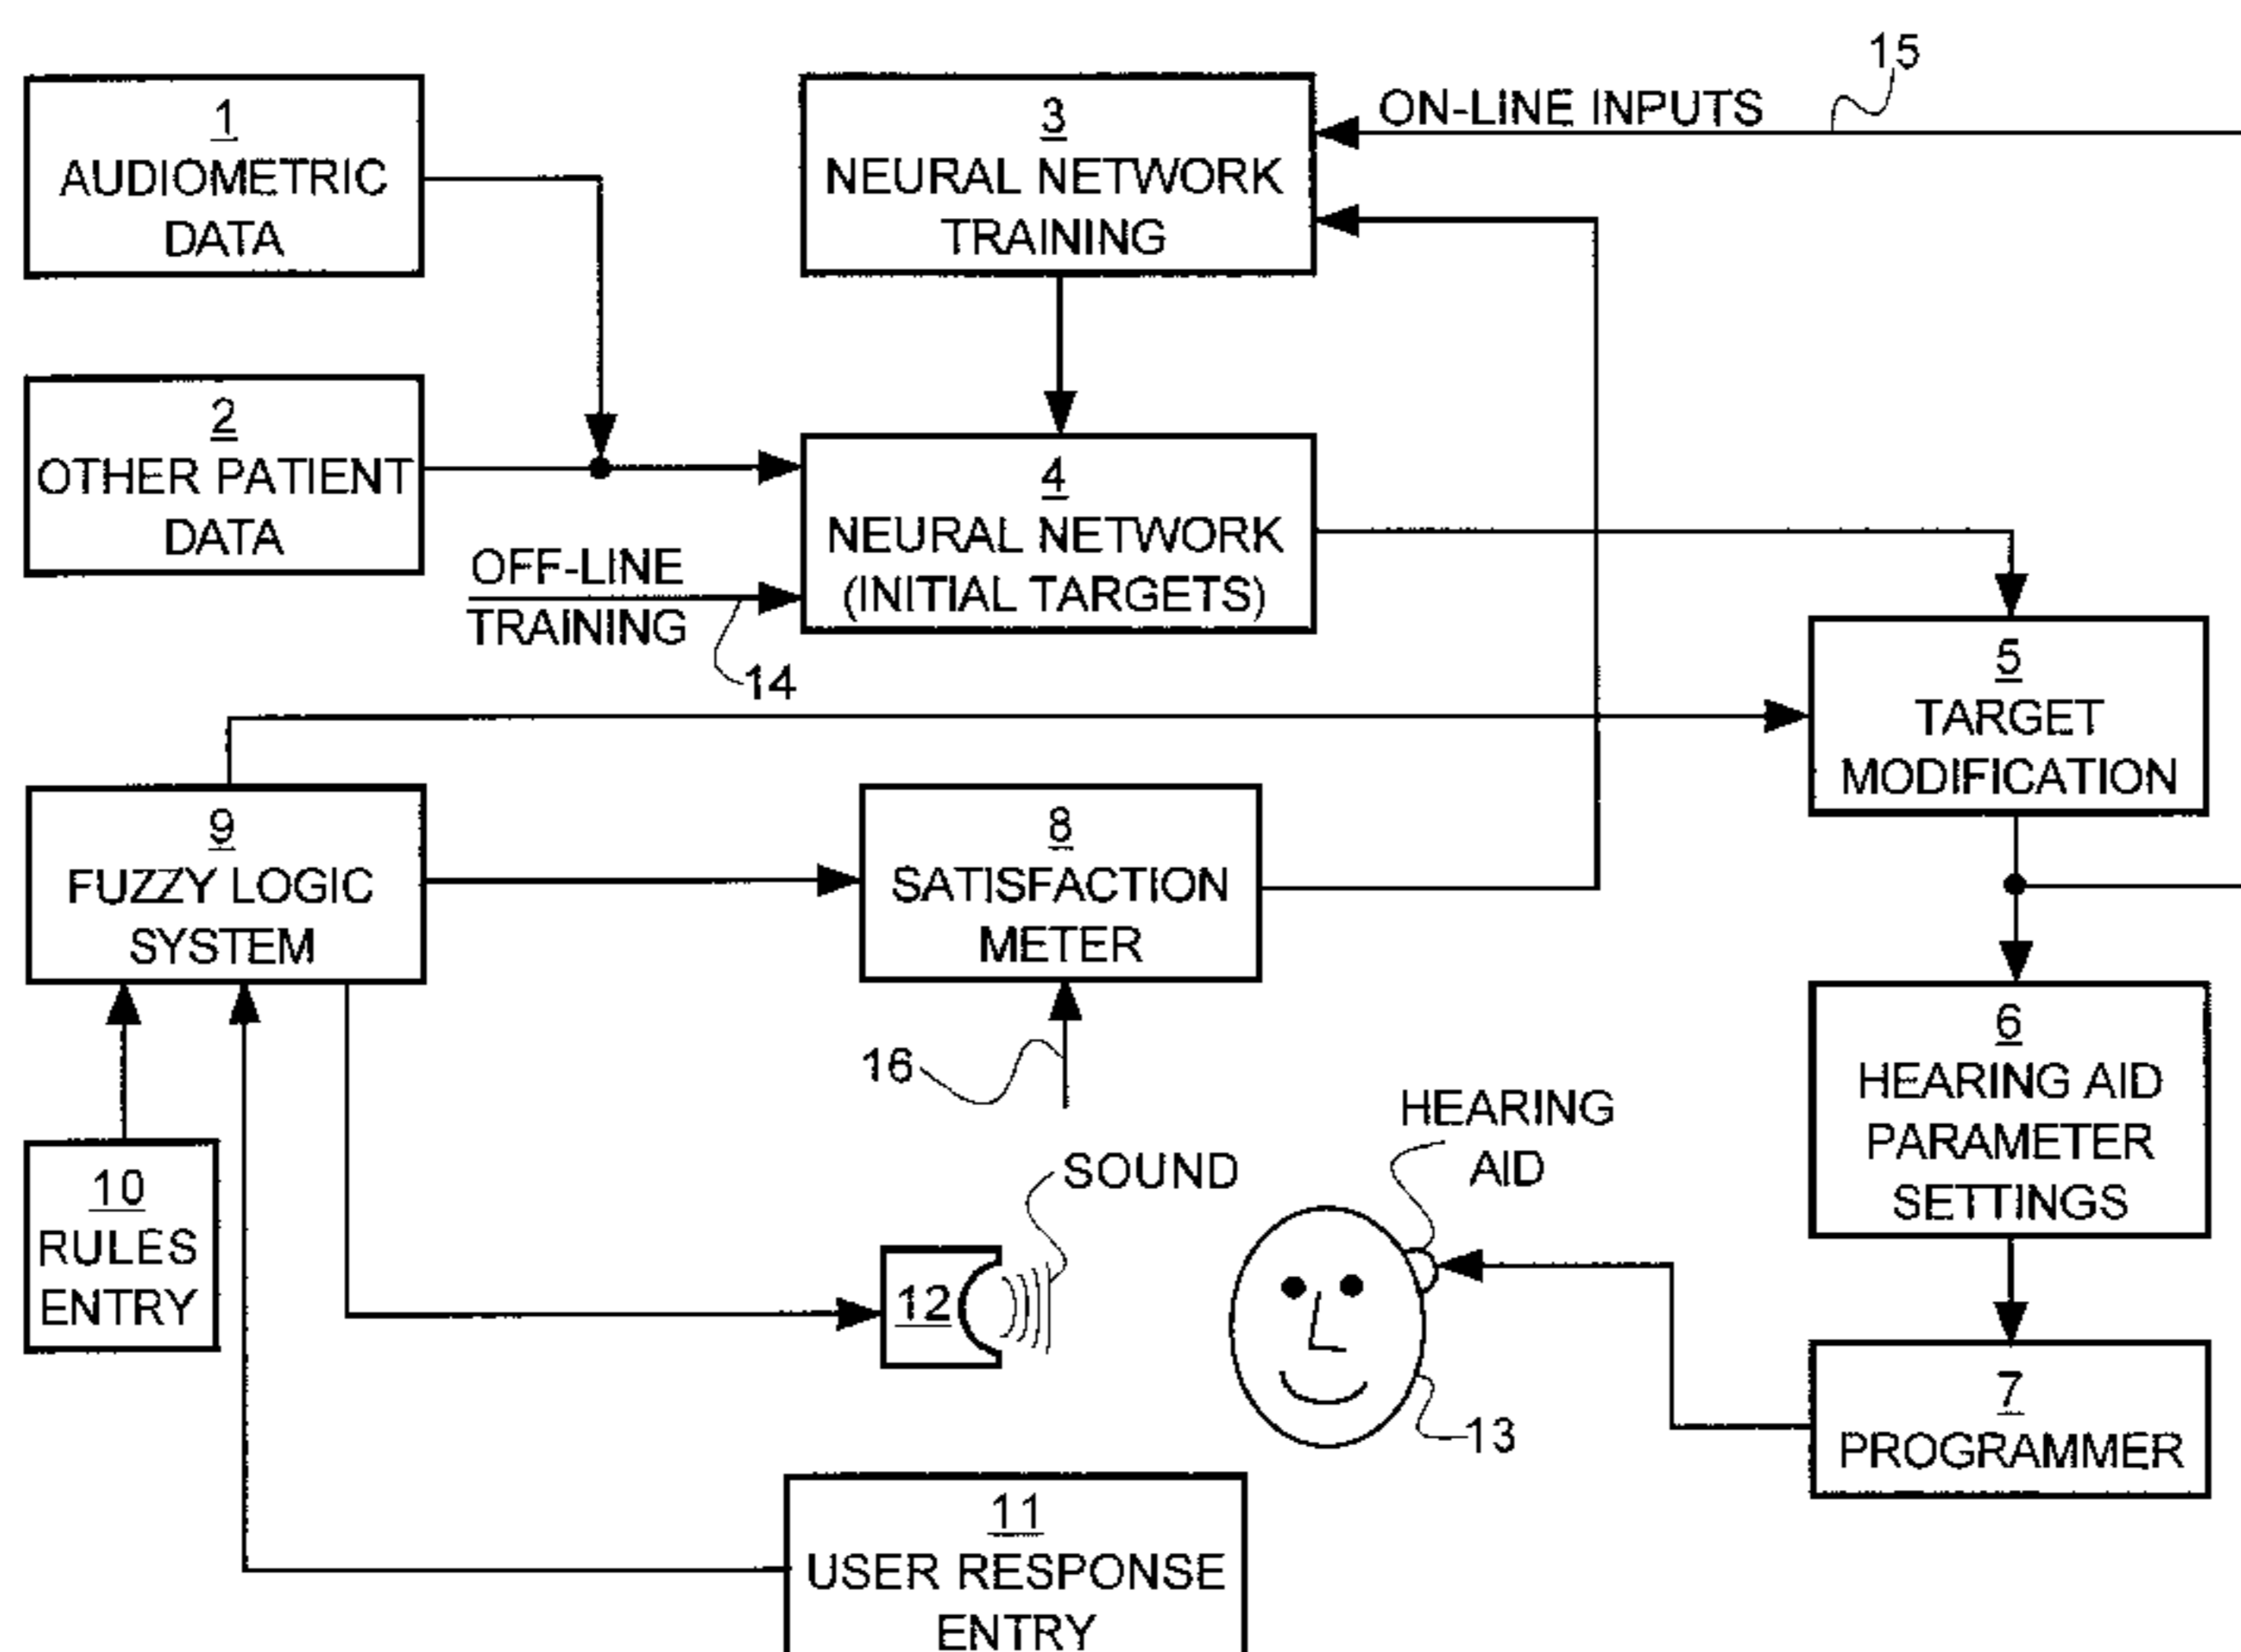 15
1
AUDIOMETRIC
DATA
3
NEURAL NETWORK
TRAINING
ON-LINE INPUTS
2
OTHER PATIENT
DATA
4
NEURAL NETWORK
(INITIAL TARGETS)
OFF-LINE
TRAINING
14
5
TARGET
MODIFICATION
9
FUZZY LOGIC
SYSTEM
8
SATISFACTION
METER
16
6
HEARING AID
PARAMETER
SETTINGS
HEARING
AID
SOUND
10
RULES
ENTRY
12
13
7
PROGRAMMER
11
USER RESPONSE
ENTRY